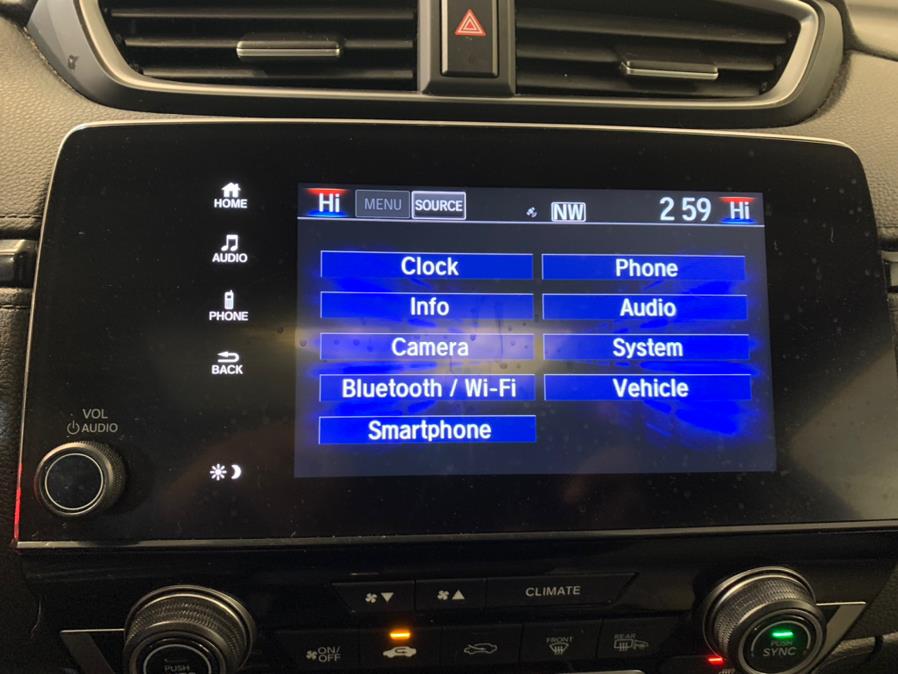 Hi MENU SOURCE NW 2 59 Hi
HOME
AUDIO
PHONE
BACK
Clock Phone
Info Audio
Camera System
Bluetooth / Wi-Fi Vehicle
Smartphone
VOL
AUDIO
CLIMATE
ON/
OFF
FRONT
REAR
PUSH
PUSH
SYNC